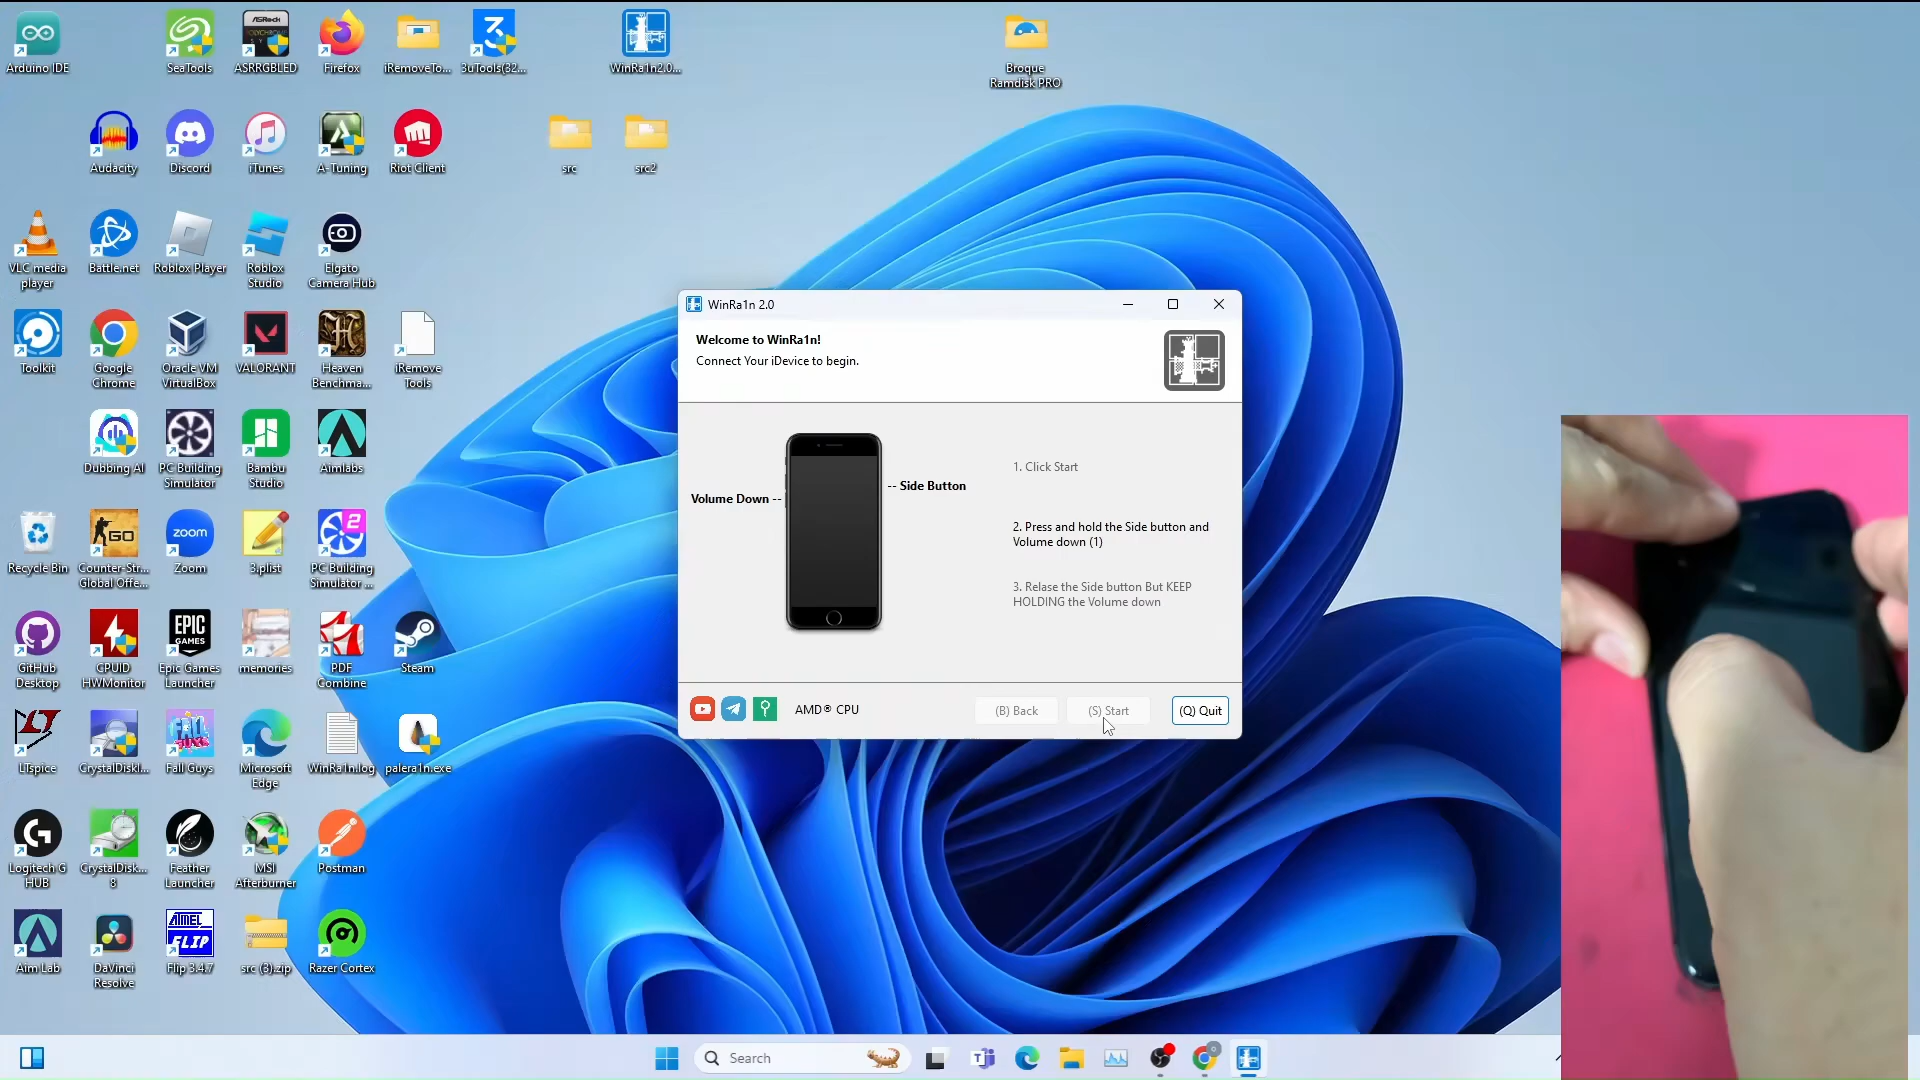 Arduino IDE
SeaTools
ASRRGBLED
Firefox
iRemoveTo...
3uTools(32...
WinRa1n2.0...
Broque
Ramdisk PRO
Audacity
Discord
iTunes
A-Tuning
Riot Client
src
src2
VLC media
player
Battle.net
Roblox Player
Roblox
Studio
Elgato
Camera Hub
Toolkit
Google
Chrome
Oracle VM
VirtualBox
VALORANT
Heaven
Benchma...
iRemove
Tools
Dubbing AI
PC Building
Simulator
Bambu
Studio
Aimlabs
Recycle Bin
Counter-Str...
Global Offe...
zoom
Zoom
3.plist
PC Building
Simulator ...
GitHub
Desktop
CPUID
HWMonitor
EPIC
GAMES
Epic Games
Launcher
memories
PDF
Combine
Steam
LTspice
CrystalDiskI...
Fall Guys
Microsoft
Edge
WinRa1n.log
palera1n.exe
Logitech G
HUB
CrystalDisk...
8
Feather
Launcher
MSI
Afterburner
Postman
Aim Lab
DaVinci
Resolve
ATMEL
FLIP
Flip 3.4.7
src (3).zip
Razer Cortex
WinRa1n 2.0
Welcome to WinRa1n!
Connect Your iDevice to begin.
Volume Down --
-- Side Button
1. Click Start
2. Press and hold the Side button and
Volume down (1)
3. Relase the Side button But KEEP
HOLDING the Volume down
AMD® CPU
(B) Back
(S) Start
(Q) Quit
Search